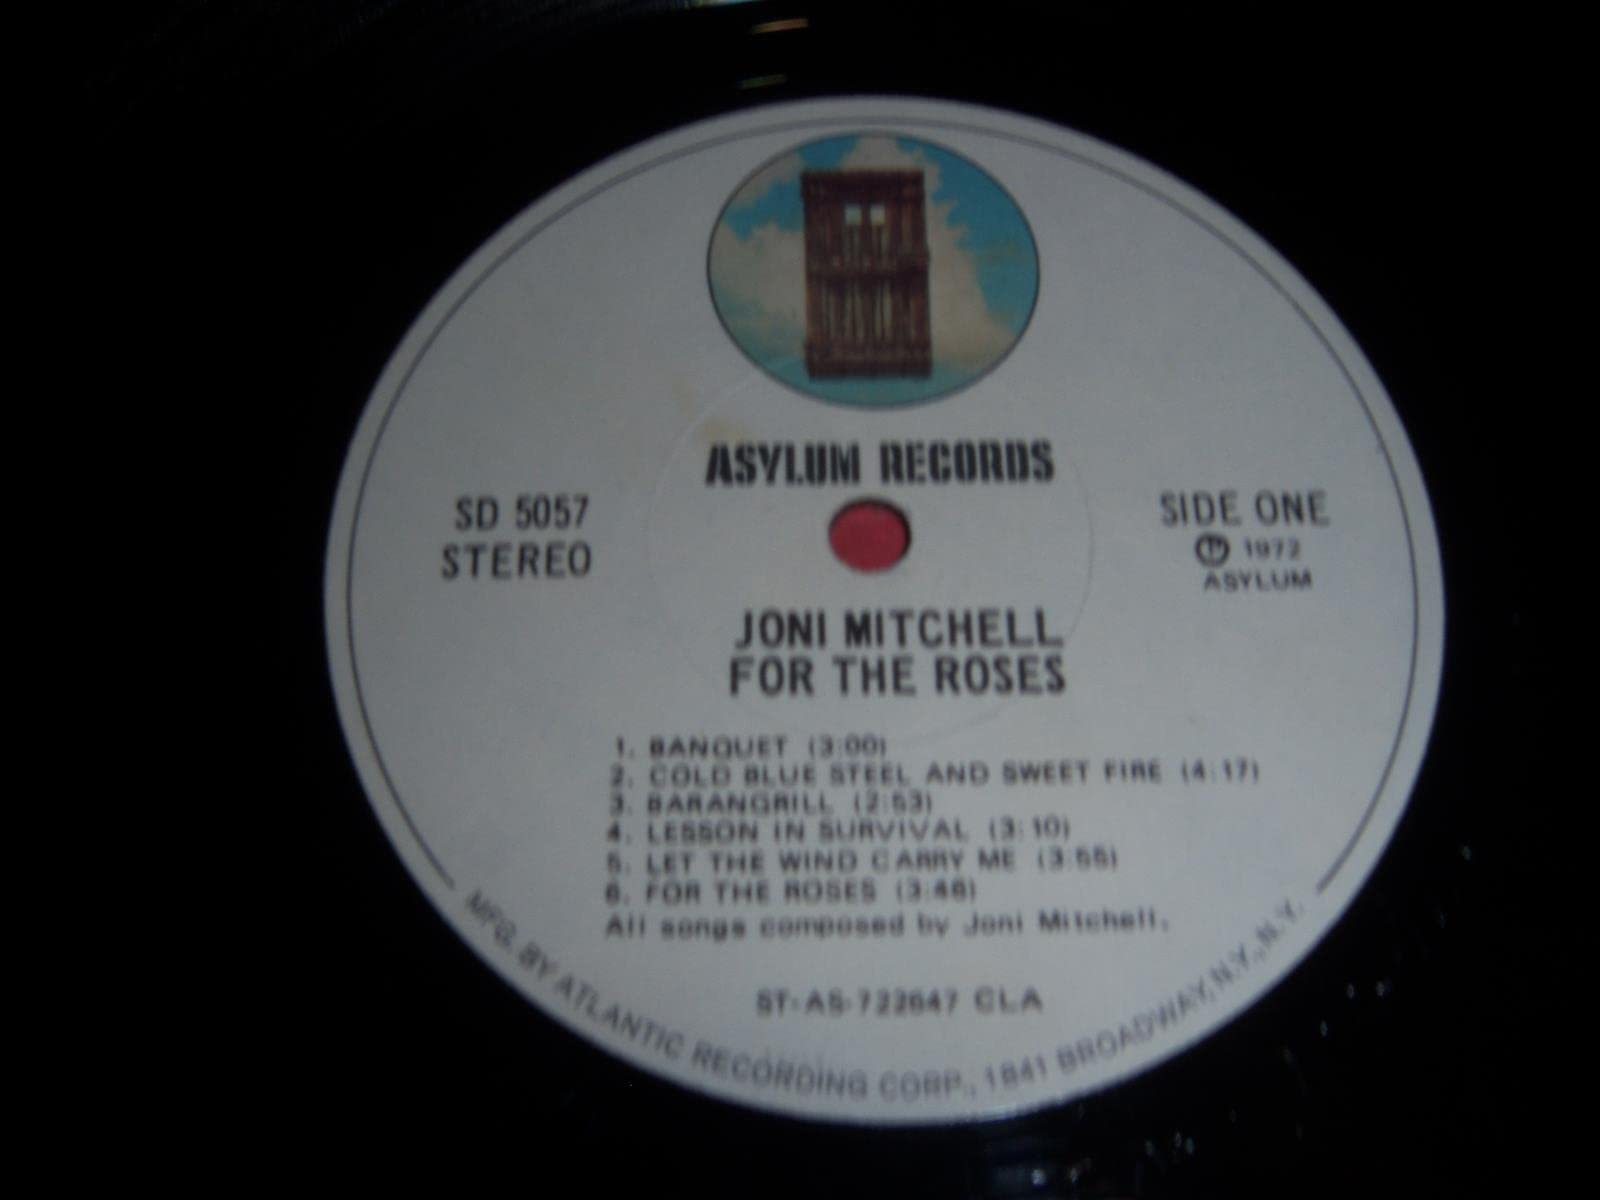 ASYLUM RECORDS
SD 5057
STEREO
SIDE ONE
Ⓟ 1972
ASYLUM
JONI MITCHELL
FOR THE ROSES
1. BANQUET (3:00)
2. COLD BLUE STEEL AND SWEET FIRE (4:17)
3. BARANGRILL (2:53)
4. LESSON IN SURVIVAL (3:10)
5. LET THE WIND CARRY ME (3:55)
6. FOR THE ROSES (3:48)
All songs composed by Joni Mitchell.
ST-AS-722647 CLA
MFG. BY ATLANTIC RECORDING CORP., 1841 BROADWAY, N.Y., N.Y.